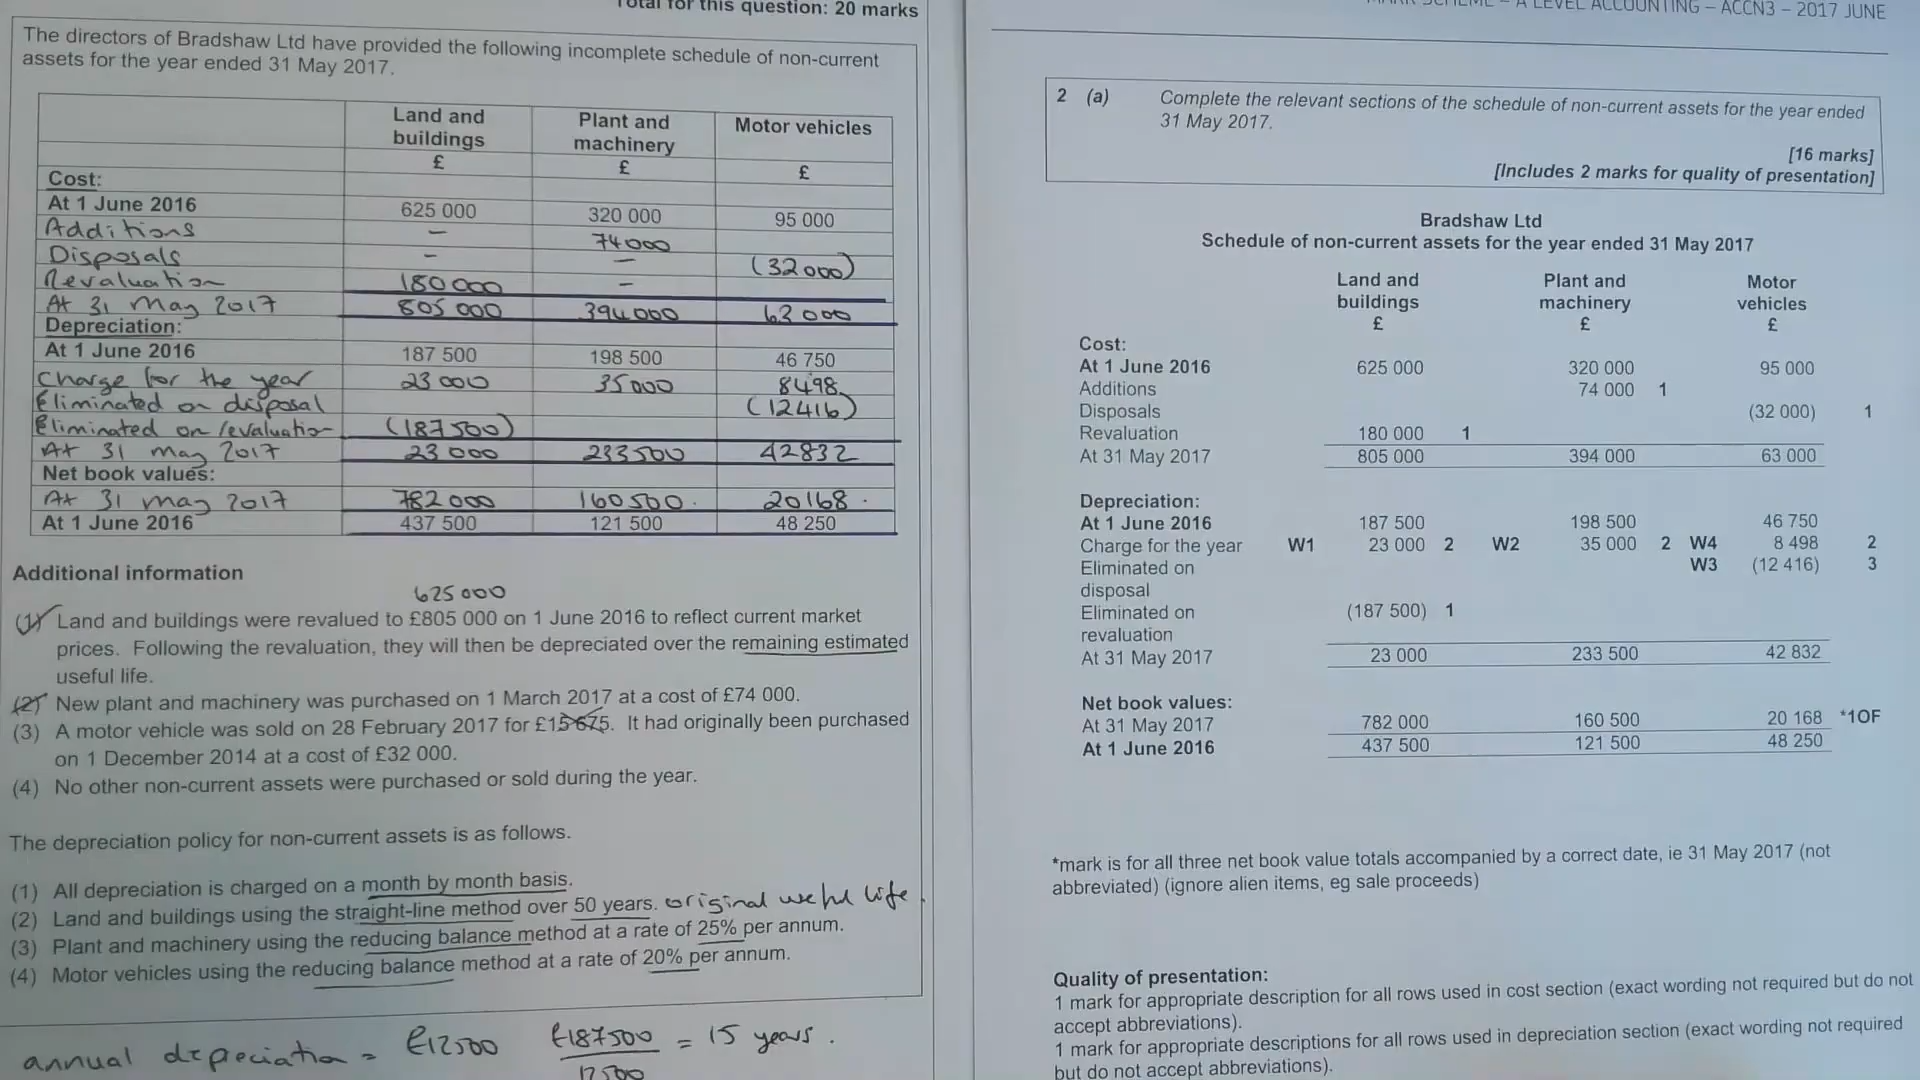 Total for this question: 20 marks
The directors of Bradshaw Ltd have provided the following incomplete schedule of non-current
assets for the year ended 31 May 2017.
Land and buildings Plant and machinery Motor vehicles
£ £ £
Cost:
At 1 June 2016 625 000 320 000 95 000
Additions – 74000
Disposals – – (32000)
Revaluation 180000 –
At 31 May 2017 805 000 394000 63000
Depreciation:
At 1 June 2016 187 500 198 500 46 750
Charge for the year 23000 35000 8498
Eliminated on disposal (12416)
Eliminated on revaluation (187500)
At 31 may 2017 23000 233500 42832
Net book values:
At 31 may 2017 782000 160500. 20168.
At 1 June 2016 437 500 121 500 48 250
Additional information
625000
(1) Land and buildings were revalued to £805 000 on 1 June 2016 to reflect current market
prices. Following the revaluation, they will then be depreciated over the remaining estimated
useful life.
(2) New plant and machinery was purchased on 1 March 2017 at a cost of £74 000.
(3) A motor vehicle was sold on 28 February 2017 for £15 675. It had originally been purchased
on 1 December 2014 at a cost of £32 000.
(4) No other non-current assets were purchased or sold during the year.
The depreciation policy for non-current assets is as follows.
(1) All depreciation is charged on a month by month basis.
(2) Land and buildings using the straight-line method over 50 years. original useful life
(3) Plant and machinery using the reducing balance method at a rate of 25% per annum.
(4) Motor vehicles using the reducing balance method at a rate of 20% per annum.
annual depreciation = £12500 £187500 = 15 years.
12500
MARK SCHEME – A LEVEL ACCOUNTING – ACCN3 – 2017 JUNE
2 (a) Complete the relevant sections of the schedule of non-current assets for the year ended
31 May 2017.
[16 marks]
[Includes 2 marks for quality of presentation]
Bradshaw Ltd
Schedule of non-current assets for the year ended 31 May 2017
Land and Plant and Motor
buildings machinery vehicles
£ £ £
Cost:
At 1 June 2016 625 000 320 000 95 000
Additions 74 000 1
Disposals (32 000) 1
Revaluation 180 000 1
At 31 May 2017 805 000 394 000 63 000
Depreciation:
At 1 June 2016 187 500 198 500 46 750
Charge for the year W1 23 000 2 W2 35 000 2 W4 8 498 2
Eliminated on W3 (12 416) 3
disposal
Eliminated on (187 500) 1
revaluation
At 31 May 2017 23 000 233 500 42 832
Net book values:
At 31 May 2017 782 000 160 500 20 168 *1OF
At 1 June 2016 437 500 121 500 48 250
*mark is for all three net book value totals accompanied by a correct date, ie 31 May 2017 (not
abbreviated) (ignore alien items, eg sale proceeds)
Quality of presentation:
1 mark for appropriate description for all rows used in cost section (exact wording not required but do not
accept abbreviations).
1 mark for appropriate descriptions for all rows used in depreciation section (exact wording not required
but do not accept abbreviations).